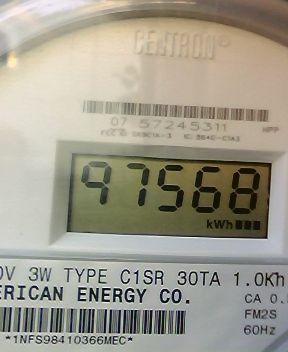 CENTRON®
07 57245311 HPP
97568
kWh
0V 3W TYPE C1SR 30TA 1.0Kh
ERICAN ENERGY CO. CA 0.
FM2S
60Hz
*1NFS98410366MEC*